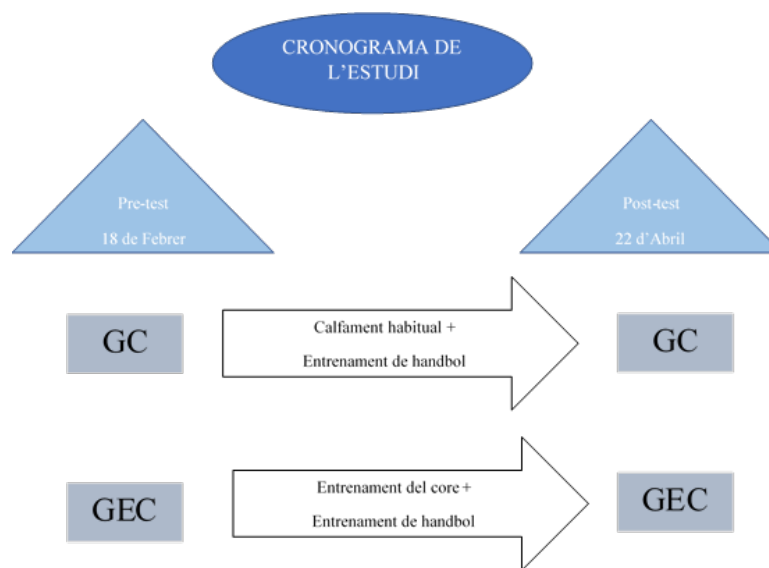 CRONOGRAMA DE
L’ESTUDI
Pre-test
18 de Febrer
Post-test
22 d’Abril
GC
Calfament habitual +
Entrenament de handbol
GC
GEC
Entrenament del core +
Entrenament de handbol
GEC